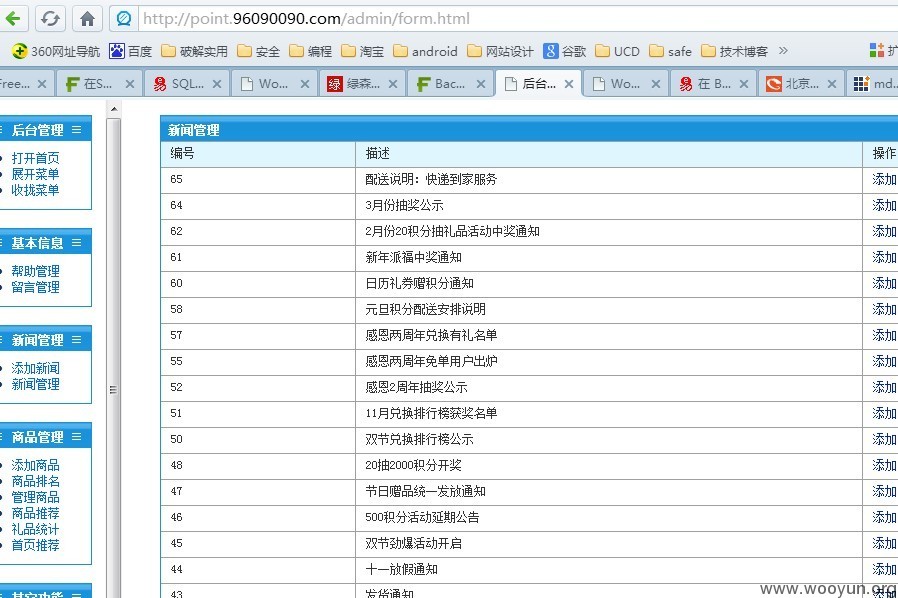 http://point.96090090.com/admin/form.html
360网址导航 百度 破解实用 安全 编程 淘宝 android 网站设计 谷歌 UCD safe 技术博客 » 扩
Free... × 在S... × SQL... × Wo... × 绿森... × Bac... × 后台... × Wo... × 在 B... × 北京... × md...
后台管理
打开首页
展开菜单
收拢菜单
基本信息
帮助管理
留言管理
新闻管理
添加新闻
新闻管理
商品管理
添加商品
商品排名
管理商品
商品推荐
礼品统计
首页推荐
其它功能
新闻管理
编号 描述 操作
65 配送说明：快递到家服务 添加
64 3月份抽奖公示 添加
62 2月份20积分抽礼品活动中奖通知 添加
61 新年派福中奖通知 添加
60 日历礼券赠积分通知 添加
58 元旦积分配送安排说明 添加
57 感恩两周年兑换有礼名单 添加
55 感恩两周年免单用户出炉 添加
52 感恩2周年抽奖公示 添加
51 11月兑换排行榜获奖名单 添加
50 双节兑换排行榜公示 添加
48 20抽2000积分开奖 添加
47 节日赠品统一发放通知 添加
46 500积分活动延期公告 添加
45 双节劲爆活动开启 添加
44 十一放假通知 添加
43 发货通知 添加
www.wooyun.org